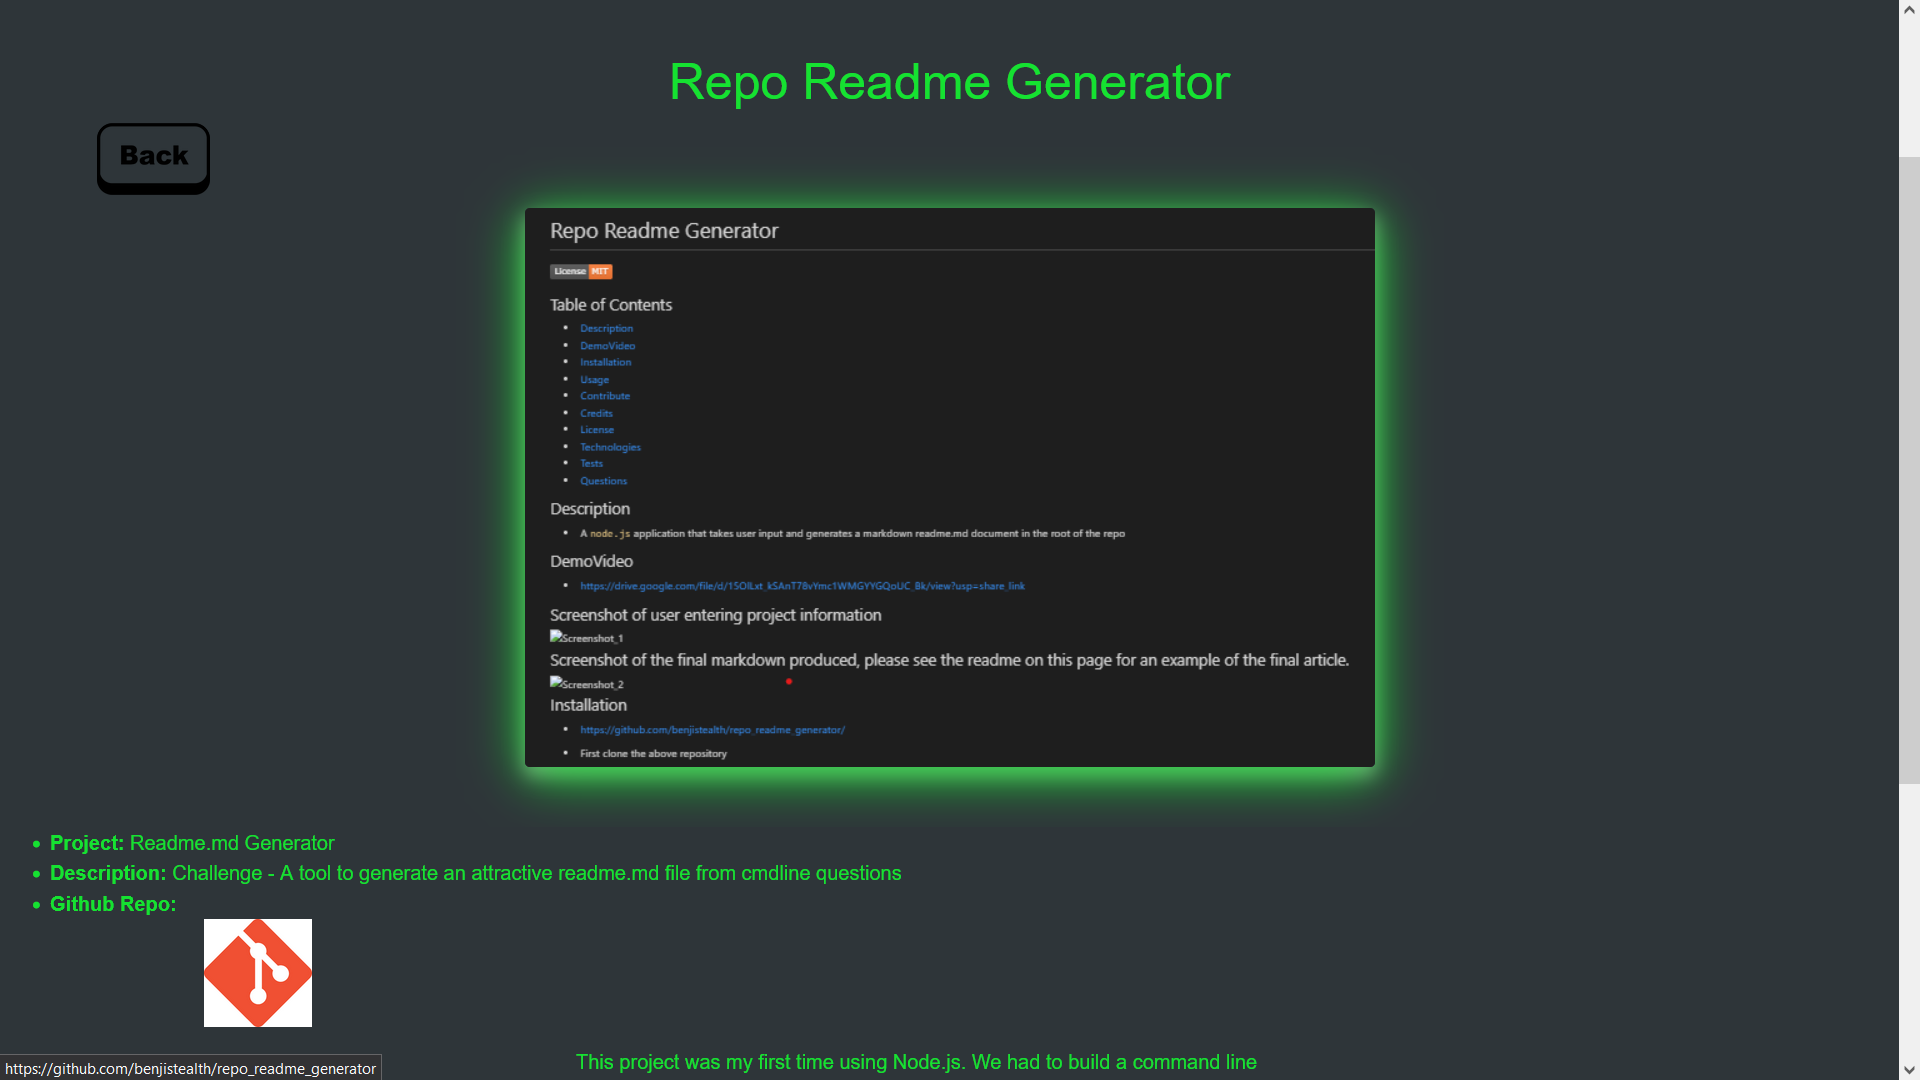 Repo Readme Generator
Back
Repo Readme Generator
License MIT
Table of Contents
Description
DemoVideo
Installation
Usage
Contribute
Credits
License
Technologies
Tests
Questions
Description
A node.js application that takes user input and generates a markdown readme.md document in the root of the repo
DemoVideo
https://drive.google.com/file/d/15OlLxt_kSAnT78vYmc1WMGYYGQoUC_Bk/view?usp=share_link
Screenshot of user entering project information
Screenshot_1
Screenshot of the final markdown produced, please see the readme on this page for an example of the final article.
Screenshot_2
Installation
https://github.com/benjistealth/repo_readme_generator/
First clone the above repository
Project: Readme.md Generator
Description: Challenge - A tool to generate an attractive readme.md file from cmdline questions
Github Repo:
This project was my first time using Node.js. We had to build a command line
https://github.com/benjistealth/repo_readme_generator